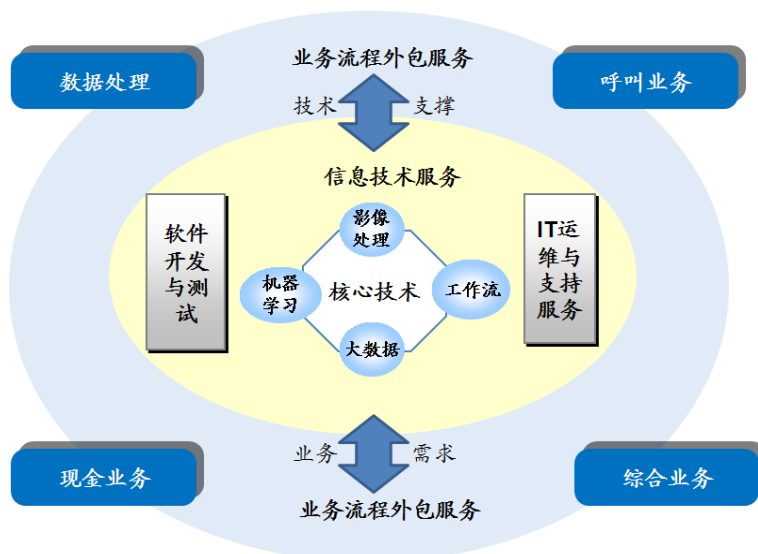 业务流程外包服务
数据处理
呼叫业务
技术 支撑
信息技术服务
软件
开发
与测
试
影像
处理
IT运
维与
支持
服务
机器
学习
核心技术
工作流
大数据
业务 需求
现金业务
综合业务
业务流程外包服务